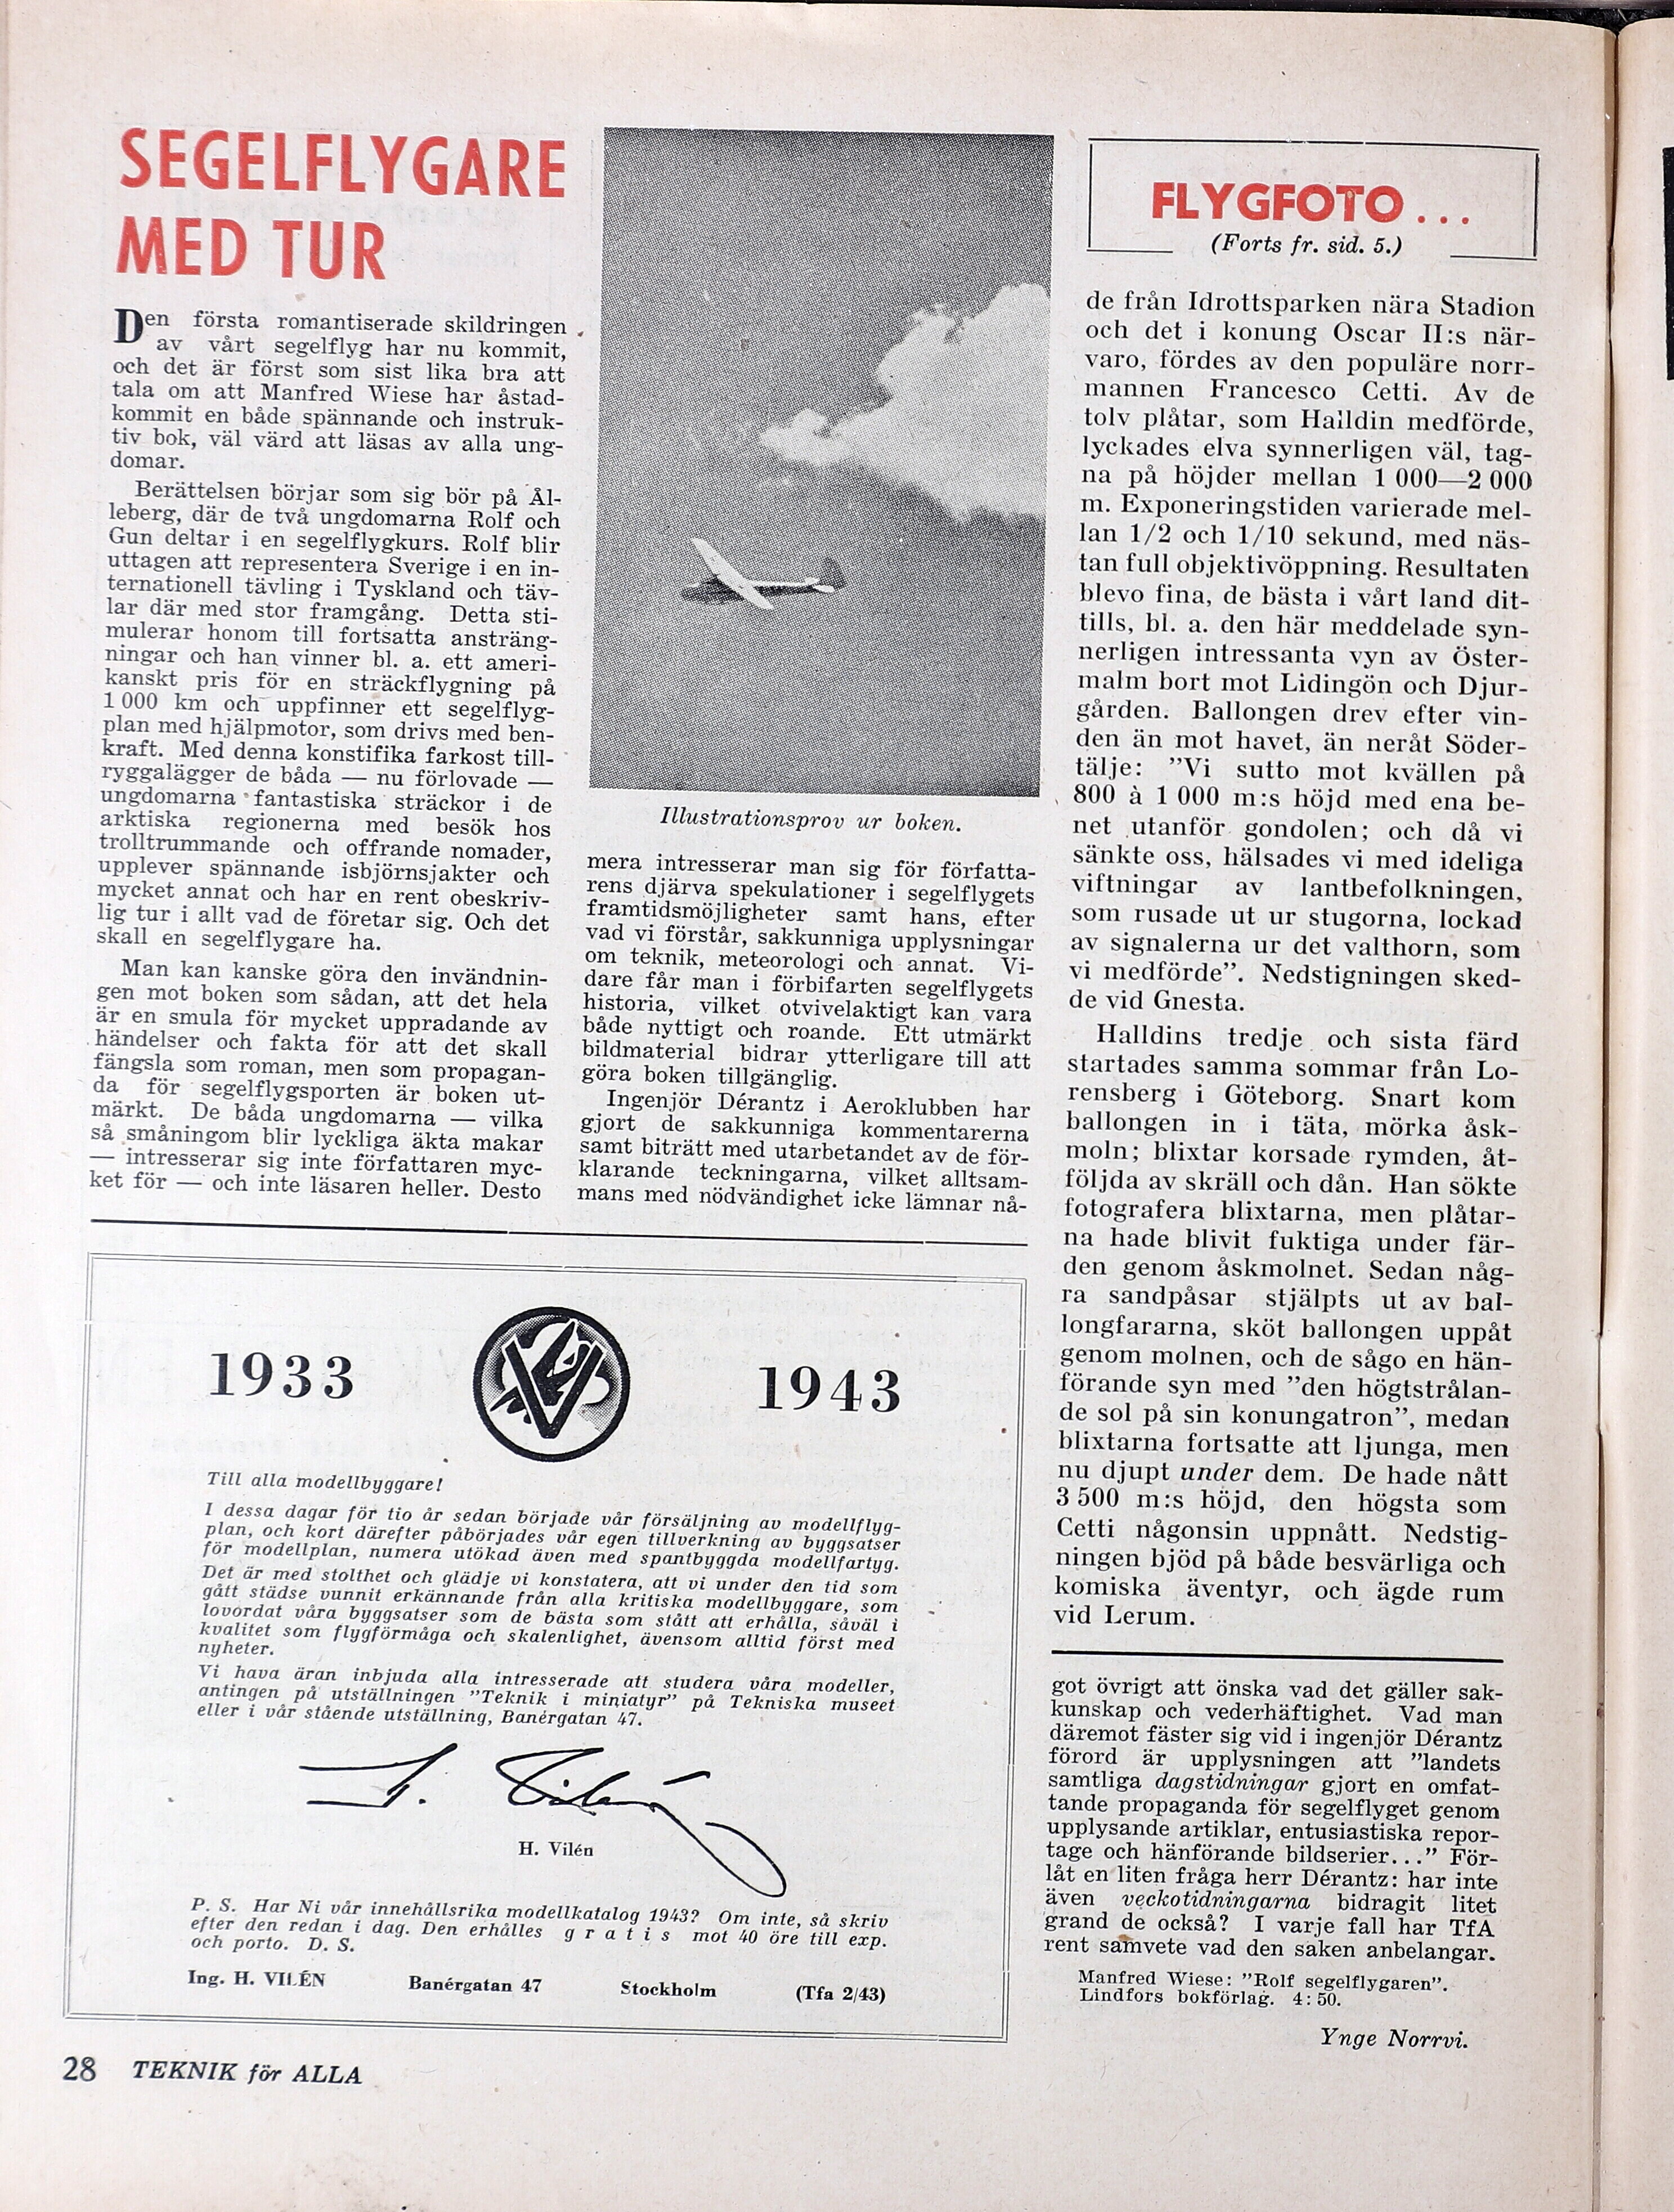 SEGELFLYGARE
MED TUR
Den första romantiserade skildringen
av vårt segelflyg har nu kommit,
och det är först som sist lika bra att
tala om att Manfred Wiese har åstad-
kommit en både spännande och instruk-
tiv bok, väl värd att läsas av alla ung-
domar.
Berättelsen börjar som sig bör på Ål-
leberg, där de två ungdomarna Rolf och
Gun deltar i en segelflygkurs. Rolf blir
uttagen att representera Sverige i en in-
ternationell tävling i Tyskland och täv-
lar där med stor framgång. Detta sti-
mulerar honom till fortsatta ansträng-
ningar och han vinner bl. a. ett ameri-
kanskt pris för en sträckflygning på
1 000 km och uppfinner ett segelflyg-
plan med hjälpmotor, som drivs med ben-
kraft. Med denna konstifika farkost till-
ryggalägger de båda — nu förlovade —
ungdomarna fantastiska sträckor i de
arktiska regionerna med besök hos
trolltrummande och offrande nomader,
upplever spännande isbjörnsjakter och
mycket annat och har en rent obeskriv-
lig tur i allt vad de företar sig. Och det
skall en segelflygare ha.
Man kan kanske göra den invändnin-
gen mot boken som sådan, att det hela
är en smula för mycket uppradande av
händelser och fakta för att det skall
fängsla som roman, men som propagan-
da för segelflygsporten är boken ut-
märkt. De båda ungdomarna — vilka
så småningom blir lyckliga äkta makar
— intresserar sig inte författaren myc-
ket för — och inte läsaren heller. Desto
Illustrationsprov ur boken.
mera intresserar man sig för författa-
rens djärva spekulationer i segelflygets
framtidsmöjligheter samt hans, efter
vad vi förstår, sakkunniga upplysningar
om teknik, meteorologi och annat. Vi-
dare får man i förbifarten segelflygets
historia, vilket otvivelaktigt kan vara
både nyttigt och roande. Ett utmärkt
bildmaterial bidrar ytterligare till att
göra boken tillgänglig.
Ingenjör Dérantz i Aeroklubben har
gjort de sakkunniga kommentarerna
samt biträtt med utarbetandet av de för-
klarande teckningarna, vilket alltsam-
mans med nödvändighet icke lämnar nå-
FLYGFOTO...
(Forts fr. sid. 5.)
de från Idrottsparken nära Stadion
och det i konung Oscar II:s när-
varo, fördes av den populäre norr-
mannen Francesco Cetti. Av de
tolv plåtar, som Halldin medförde,
lyckades elva synnerligen väl, tag-
na på höjder mellan 1 000—2 000
m. Exponeringstiden varierade mel-
lan 1/2 och 1/10 sekund, med näs-
tan full objektivöppning. Resultaten
blevo fina, de bästa i vårt land dit-
tills, bl. a. den här meddelade syn-
nerligen intressanta vyn av Öster-
malm bort mot Lidingön och Djur-
gården. Ballongen drev efter vin-
den än mot havet, än neråt Söder-
tälje: "Vi sutto mot kvällen på
800 à 1 000 m:s höjd med ena be-
net utanför gondolen; och då vi
sänkte oss, hälsades vi med ideliga
viftningar av lantbefolkningen,
som rusade ut ur stugorna, lockad
av signalerna ur det valthorn, som
vi medförde". Nedstigningen sked-
de vid Gnesta.
Halldins tredje och sista färd
startades samma sommar från Lo-
rensberg i Göteborg. Snart kom
ballongen in i täta, mörka åsk-
moln; blixtar korsade rymden, åt-
följda av skräll och dån. Han sökte
fotografera blixtarna, men plåtar-
na hade blivit fuktiga under fär-
den genom åskmolnet. Sedan någ-
ra sandpåsar stjälpts ut av bal-
longfararna, sköt ballongen uppåt
genom molnen, och de sågo en hän-
förande syn med "den högtstrålan-
de sol på sin konungatron", medan
blixtarna fortsatte att ljunga, men
nu djupt under dem. De hade nått
3 500 m:s höjd, den högsta som
Cetti någonsin uppnått. Nedstig-
ningen bjöd på både besvärliga och
komiska äventyr, och ägde rum
vid Lerum.
got övrigt att önska vad det gäller sak-
kunskap och vederhäftighet. Vad man
däremot fäster sig vid i ingenjör Dérantz
förord är upplysningen att "landets
samtliga dagstidningar gjort en omfat-
tande propaganda för segelflyget genom
upplysande artiklar, entusiastiska repor-
tage och hänförande bildserier..." För-
låt en liten fråga herr Dérantz: har inte
även veckotidningarna bidragit litet
grand de också? I varje fall har TfA
rent samvete vad den saken anbelangar.
Manfred Wiese: "Rolf segelflygaren".
Lindfors bokförlag. 4:50.
Ynge Norrvi.
1933 V 1943
Till alla modellbyggare!
I dessa dagar för tio år sedan började vår försäljning av modellflyg-
plan, och kort därefter påbörjades vår egen tillverkning av byggsatser
för modellplan, numera utökad även med spantbyggda modellfartyg.
Det är med stolthet och glädje vi konstatera, att vi under den tid som
gått städse vunnit erkännande från alla kritiska modellbyggare, som
lovordat våra byggsatser som de bästa som stått att erhålla, såväl i
kvalitet som flygförmåga och skalenlighet, ävensom alltid först med
nyheter.
Vi hava äran inbjuda alla intresserade att studera våra modeller,
antingen på utställningen "Teknik i miniatyr" på Tekniska museet
eller i vår stående utställning, Banérgatan 47.
H. Vilén
P. S. Har Ni vår innehållsrika modellkatalog 1943? Om inte, så skriv
efter den redan i dag. Den erhålles gratis mot 40 öre till exp.
och porto. D. S.
Ing. H. VILÉN Banérgatan 47 Stockholm (Tfa 2/43)
28 TEKNIK för ALLA